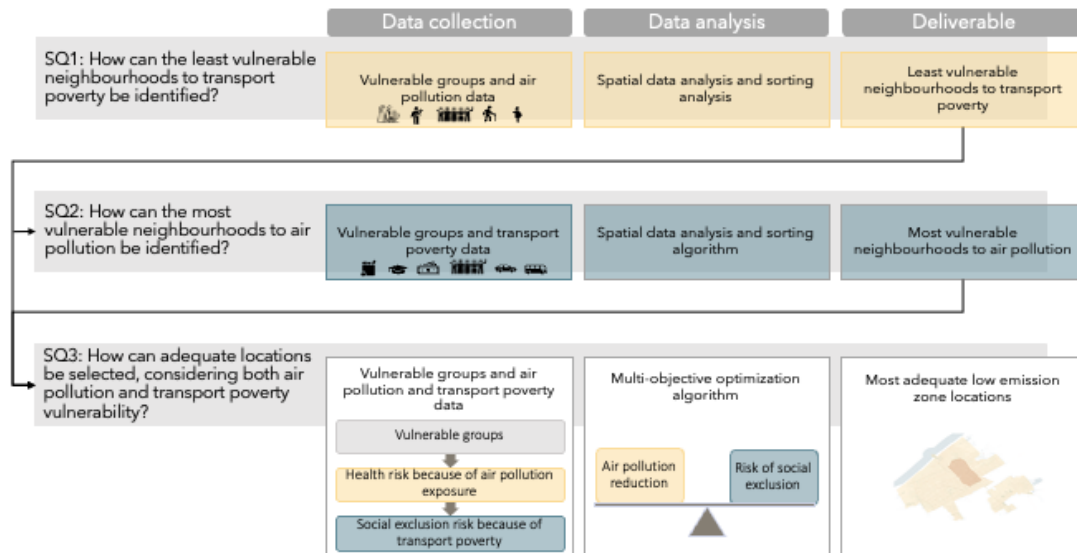 Data collection
Data analysis
Deliverable
SQ1: How can the least vulnerable
neighbourhoods to transport
poverty be identified?
Vulnerable groups and air
pollution data
Spatial data analysis and sorting
analysis
Least vulnerable
neighbourhoods to transport
poverty
SQ2: How can the most
vulnerable neighbourhoods to air
pollution be identified?
Vulnerable groups and transport
poverty data
Spatial data analysis and sorting
algorithm
Most vulnerable
neighbourhoods to air pollution
SQ3: How can adequate locations
be selected, considering both air
pollution and transport poverty
vulnerability?
Vulnerable groups and air
pollution and transport poverty
data
Vulnerable groups
Health risk because of air pollution
exposure
Social exclusion risk because of
transport poverty
Multi-objective optimization
algorithm
Air pollution
reduction
Risk of social
exclusion
Most adequate low emission
zone locations